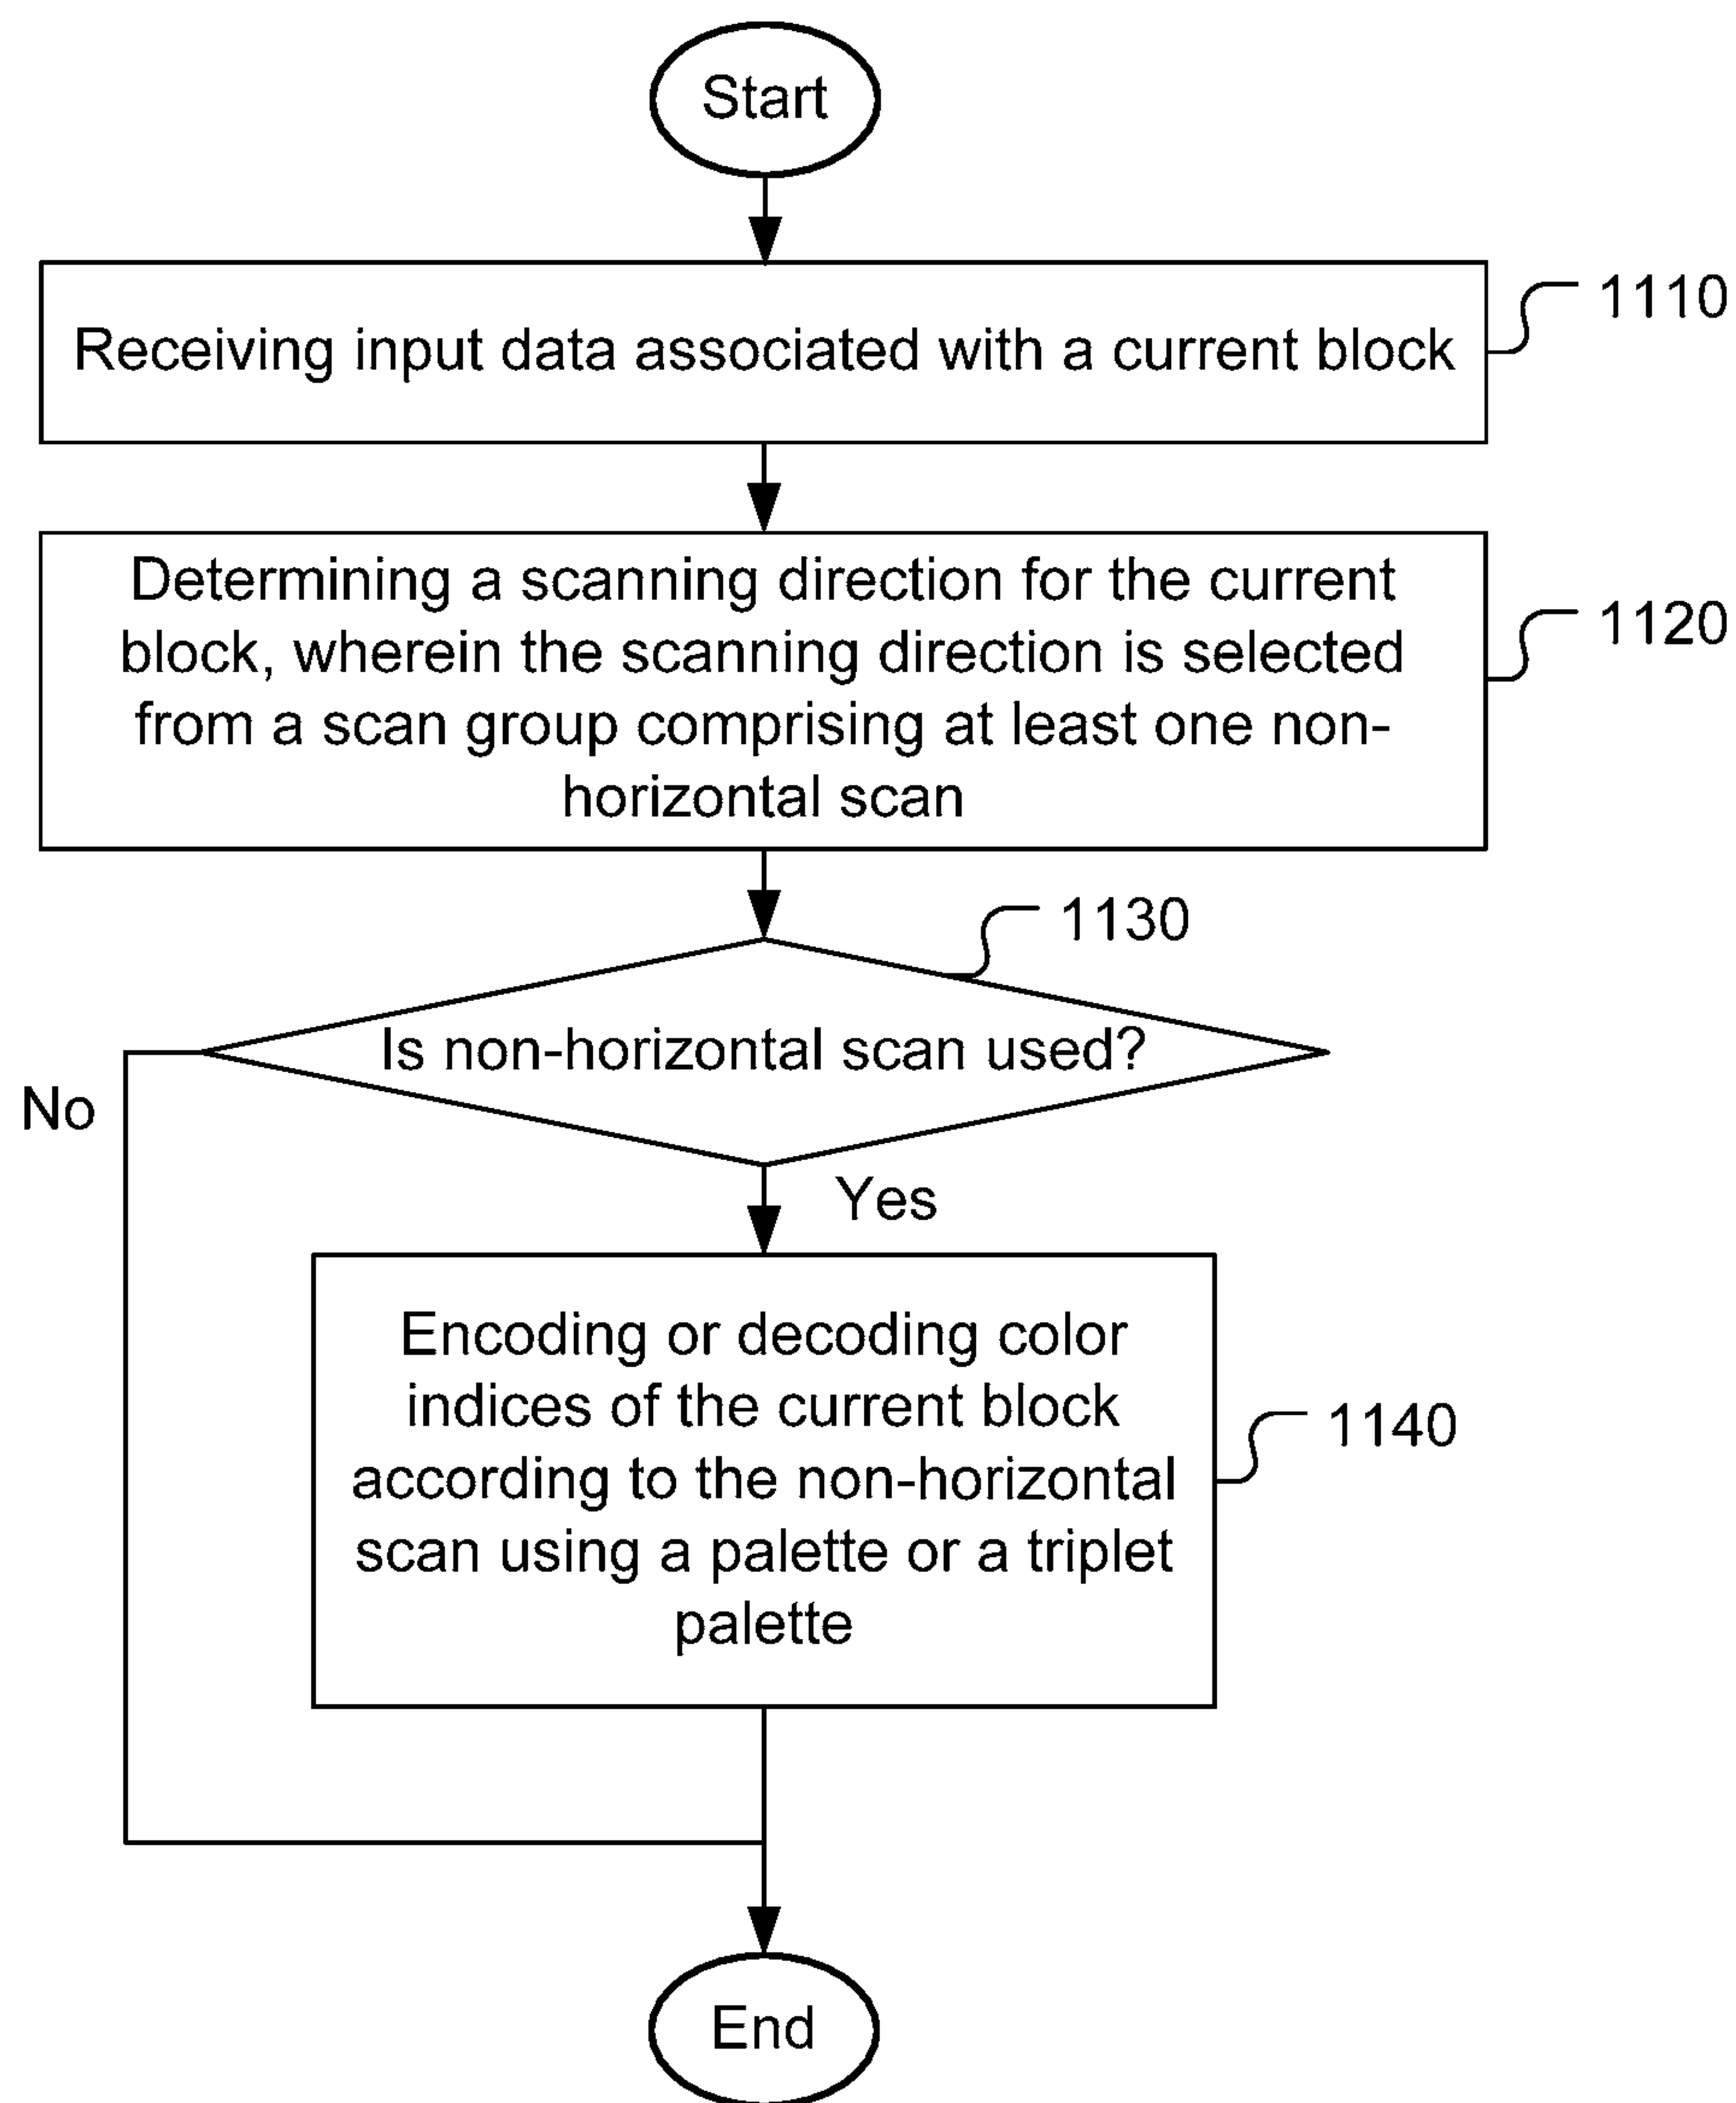 Start
Receiving input data associated with a current block
1110
Determining a scanning direction for the current
block, wherein the scanning direction is selected
from a scan group comprising at least one non-
horizontal scan
1120
1130
Is non-horizontal scan used?
No
Yes
Encoding or decoding color
indices of the current block
according to the non-horizontal
scan using a palette or a triplet
palette
1140
End